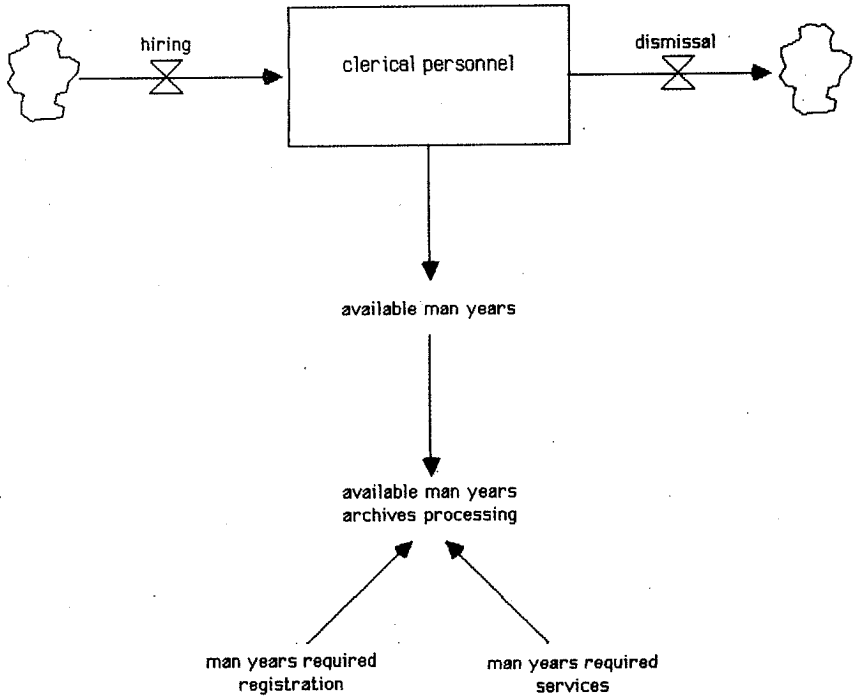 hiring
clerical personnel
dismissal
available man years
available man years
archives processing
man years required
registration
man years required
services